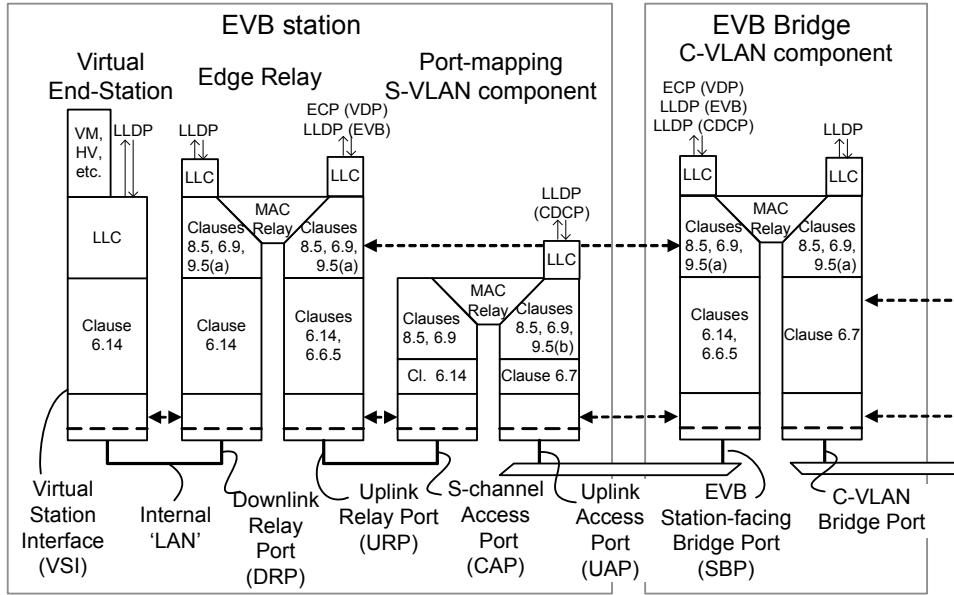 EVB station
EVB Bridge
C-VLAN component
Virtual
End-Station
Edge Relay
Port-mapping
S-VLAN component
VM,
HV,
etc.
LLDP
LLC
Clause
6.14
LLDP
LLC
ECP (VDP)
LLDP (EVB)
LLC
MAC
Relay
Clauses
8.5, 6.9,
9.5(a)
Clauses
8.5, 6.9,
9.5(a)
Clause
6.14
Clauses
6.14,
6.6.5
LLDP
(CDCP)
LLC
MAC
Relay
Clauses
8.5, 6.9
Clauses
8.5, 6.9,
9.5(b)
Cl. 6.14
Clause 6.7
ECP (VDP)
LLDP (EVB)
LLDP (CDCP)
LLC
LLDP
LLC
MAC
Relay
Clauses
8.5, 6.9,
9.5(a)
Clauses
8.5, 6.9,
9.5(a)
Clauses
6.14,
6.6.5
Clause 6.7
Virtual
Station
Interface
(VSI)
Internal
‘LAN’
Downlink
Relay
Port
(DRP)
Uplink
Relay Port
(URP)
S-channel
Access
Port
(CAP)
Uplink
Access
Port
(UAP)
EVB
Station-facing
Bridge Port
(SBP)
C-VLAN
Bridge Port